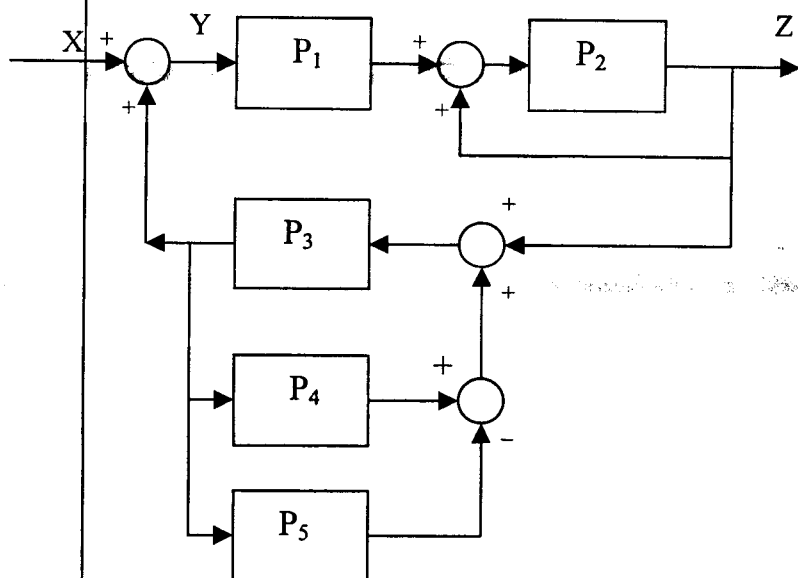 X + Y P₁ + P₂ Z
+ +
P₃ +
+
P₄ +
-
P₅